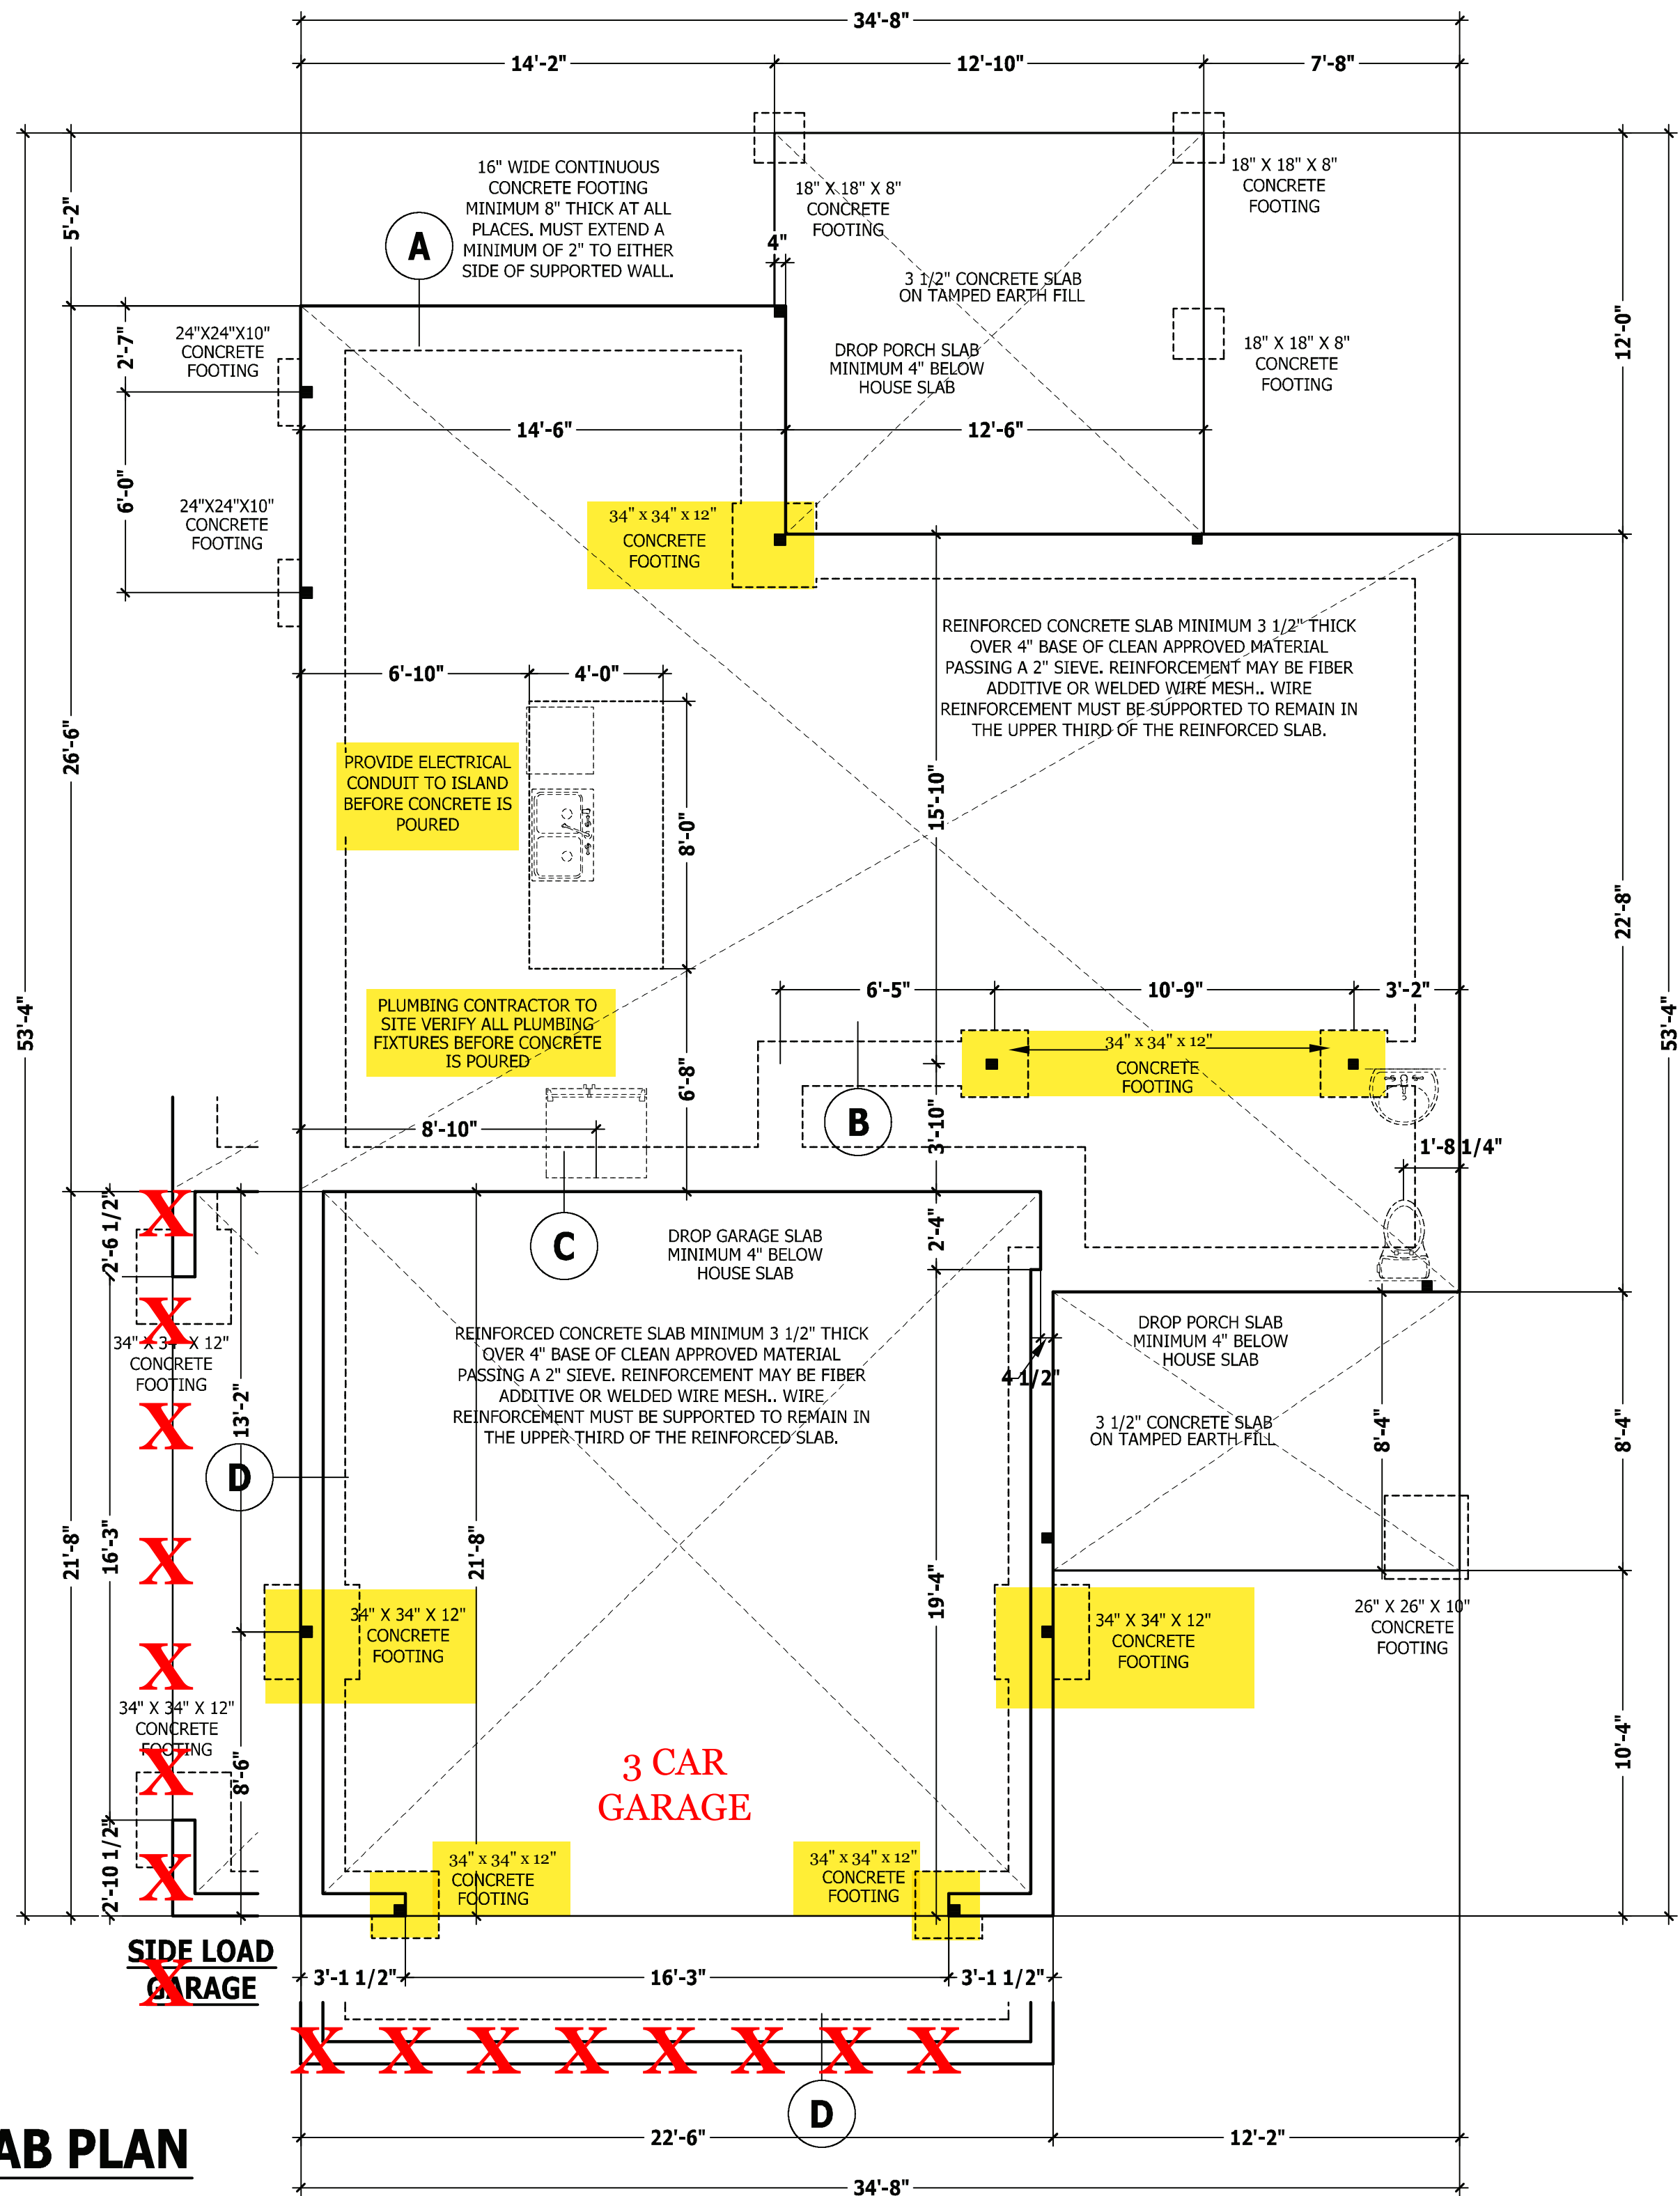 34'-8"
14'-2"
12'-10"
7'-8"
16" WIDE CONTINUOUS
CONCRETE FOOTING
MINIMUM 8" THICK AT ALL
PLACES. MUST EXTEND A
MINIMUM OF 2" TO EITHER
SIDE OF SUPPORTED WALL.
A
18" X 18" X 8"
CONCRETE
FOOTING
18" X 18" X 8"
CONCRETE
FOOTING
5'-2"
4"
3 1/2" CONCRETE SLAB
ON TAMPED EARTH FILL
24"X24"X10"
CONCRETE
FOOTING
2'-7"
DROP PORCH SLAB
MINIMUM 4" BELOW
HOUSE SLAB
18" X 18" X 8"
CONCRETE
FOOTING
12'-0"
14'-6"
12'-6"
6'-0"
24"X24"X10"
CONCRETE
FOOTING
34" x 34" x 12"
CONCRETE
FOOTING
REINFORCED CONCRETE SLAB MINIMUM 3 1/2" THICK
OVER 4" BASE OF CLEAN APPROVED MATERIAL
PASSING A 2" SIEVE. REINFORCEMENT MAY BE FIBER
ADDITIVE OR WELDED WIRE MESH.. WIRE
REINFORCEMENT MUST BE SUPPORTED TO REMAIN IN
THE UPPER THIRD OF THE REINFORCED SLAB.
6'-10"
4'-0"
26'-6"
PROVIDE ELECTRICAL
CONDUIT TO ISLAND
BEFORE CONCRETE IS
POURED
8'-0"
15'-10"
22'-8"
53'-4"
53'-4"
6'-5"
10'-9"
3'-2"
PLUMBING CONTRACTOR TO
SITE VERIFY ALL PLUMBING
FIXTURES BEFORE CONCRETE
IS POURED
34" x 34" x 12"
CONCRETE
FOOTING
6'-8"
8'-10"
B
3'-10"
1'-8 1/4"
2'-6 1/2"
X
C
DROP GARAGE SLAB
MINIMUM 4" BELOW
HOUSE SLAB
2'-4"
X
34" X 34" X 12"
CONCRETE
FOOTING
REINFORCED CONCRETE SLAB MINIMUM 3 1/2" THICK
OVER 4" BASE OF CLEAN APPROVED MATERIAL
PASSING A 2" SIEVE. REINFORCEMENT MAY BE FIBER
ADDITIVE OR WELDED WIRE MESH.. WIRE
REINFORCEMENT MUST BE SUPPORTED TO REMAIN IN
THE UPPER THIRD OF THE REINFORCED SLAB.
DROP PORCH SLAB
MINIMUM 4" BELOW
HOUSE SLAB
4 1/2"
3 1/2" CONCRETE SLAB
ON TAMPED EARTH FILL
8'-4"
8'-4"
13'-2"
X
D
21'-8"
16'-3"
X
21'-8"
19'-4"
34" X 34" X 12"
CONCRETE
FOOTING
34" X 34" X 12"
CONCRETE
FOOTING
26" X 26" X 10"
CONCRETE
FOOTING
X
34" X 34" X 12"
CONCRETE
FOOTING
X
8'-6"
3 CAR
GARAGE
10'-4"
2'-10 1/2"
X
34" x 34" x 12"
CONCRETE
FOOTING
34" x 34" x 12"
CONCRETE
FOOTING
SIDE LOAD
GARAGE
X
3'-1 1/2"
16'-3"
3'-1 1/2"
X X X X X X X X
D
22'-6"
12'-2"
AB PLAN
34'-8"